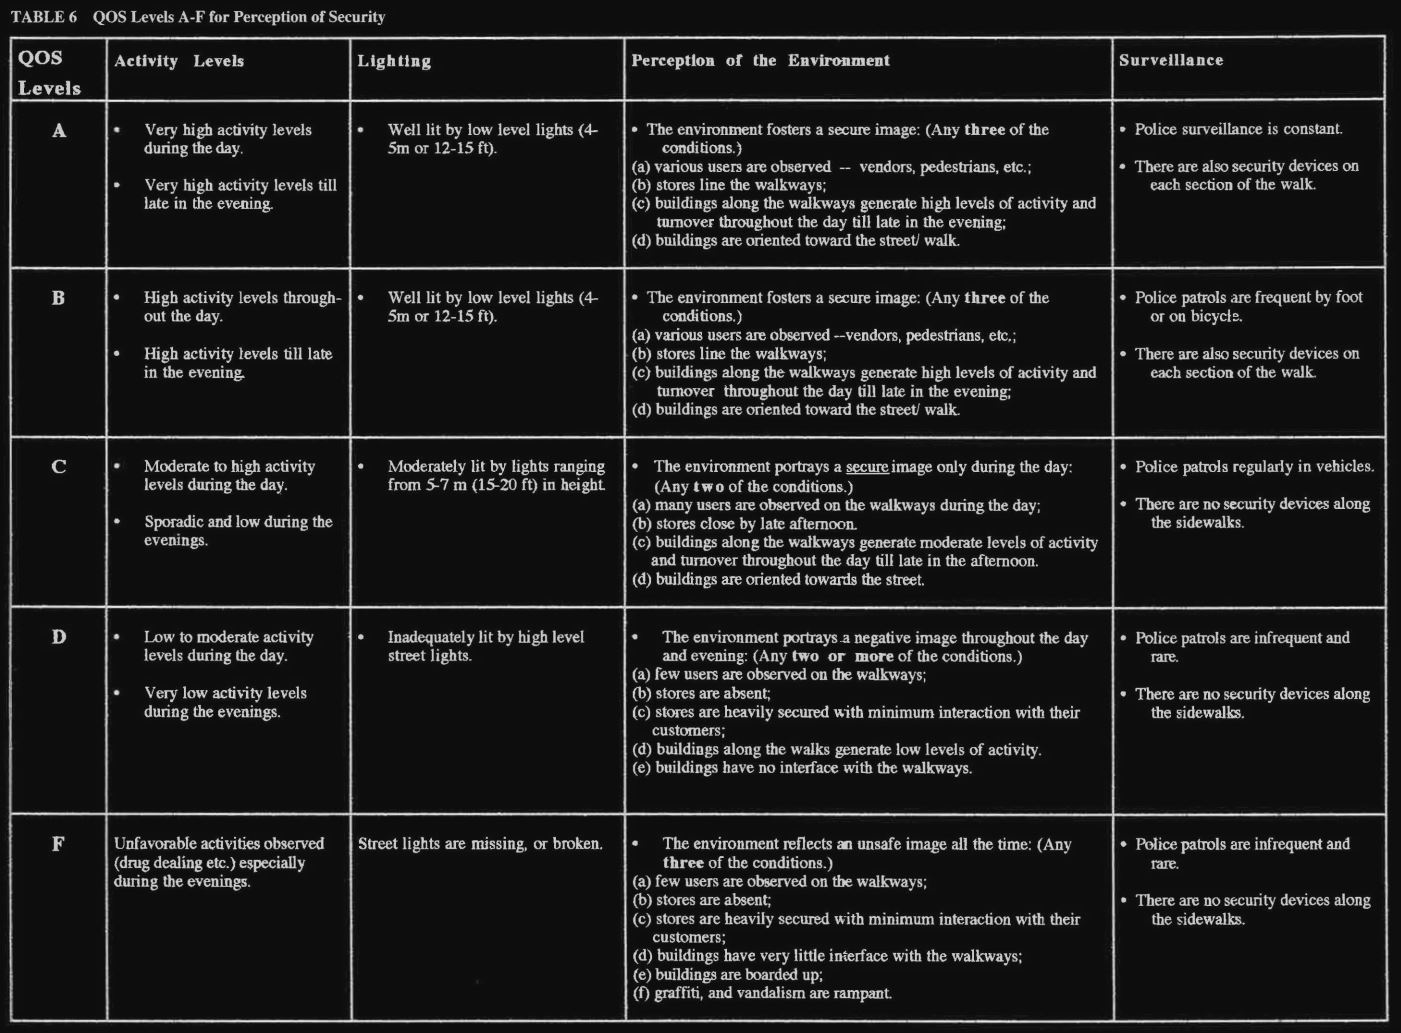 TABLE 6 QOS Levels A-F for Perception of Security
QOS
Levels
Activity Levels
Lighting
Perception of the Environment
Surveillance
A
• Very high activity levels
during the day.
• Very high activity levels till
late in the evening.
• Well lit by low level lights (4-
5m or 12-15 ft).
• The environment fosters a secure image: (Any three of the
conditions.)
(a) various users are observed -- vendors, pedestrians, etc.;
(b) stores line the walkways;
(c) buildings along the walkways generate high levels of activity and
turnover throughout the day till late in the evening;
(d) buildings are oriented toward the street/ walk.
• Police surveillance is constant.
• There are also security devices on
each section of the walk.
B
• High activity levels through-
out the day.
• High activity levels till late
in the evening.
• Well lit by low level lights (4-
5m or 12-15 ft).
• The environment fosters a secure image: (Any three of the
conditions.)
(a) various users are observed --vendors, pedestrians, etc.;
(b) stores line the walkways;
(c) buildings along the walkways generate high levels of activity and
turnover throughout the day till late in the evening;
(d) buildings are oriented toward the street/ walk.
• Police patrols are frequent by foot
or on bicycle.
• There are also security devices on
each section of the walk.
C
• Moderate to high activity
levels during the day.
• Sporadic and low during the
evenings.
• Moderately lit by lights ranging
from 5-7 m (15-20 ft) in height.
• The environment portrays a secure image only during the day:
(Any two of the conditions.)
(a) many users are observed on the walkways during the day;
(b) stores close by late afternoon.
(c) buildings along the walkways generate moderate levels of activity
and turnover throughout the day till late in the afternoon.
(d) buildings are oriented towards the street.
• Police patrols regularly in vehicles.
• There are no security devices along
the sidewalks.
D
• Low to moderate activity
levels during the day.
• Very low activity levels
during the evenings.
• Inadequately lit by high level
street lights.
• The environment portrays a negative image throughout the day
and evening: (Any two or more of the conditions.)
(a) few users are observed on the walkways;
(b) stores are absent;
(c) stores are heavily secured with minimum interaction with their
customers;
(d) buildings along the walks generate low levels of activity.
(e) buildings have no interface with the walkways.
• Police patrols are infrequent and
rare.
• There are no security devices along
the sidewalks.
F
Unfavorable activities observed
(drug dealing etc.) especially
during the evenings.
Street lights are missing, or broken.
• The environment reflects an unsafe image all the time: (Any
three of the conditions.)
(a) few users are observed on the walkways;
(b) stores are absent;
(c) stores are heavily secured with minimum interaction with their
customers;
(d) buildings have very little interface with the walkways;
(e) buildings are boarded up;
(f) graffiti, and vandalism are rampant.
• Police patrols are infrequent and
rare.
• There are no security devices along
the sidewalks.